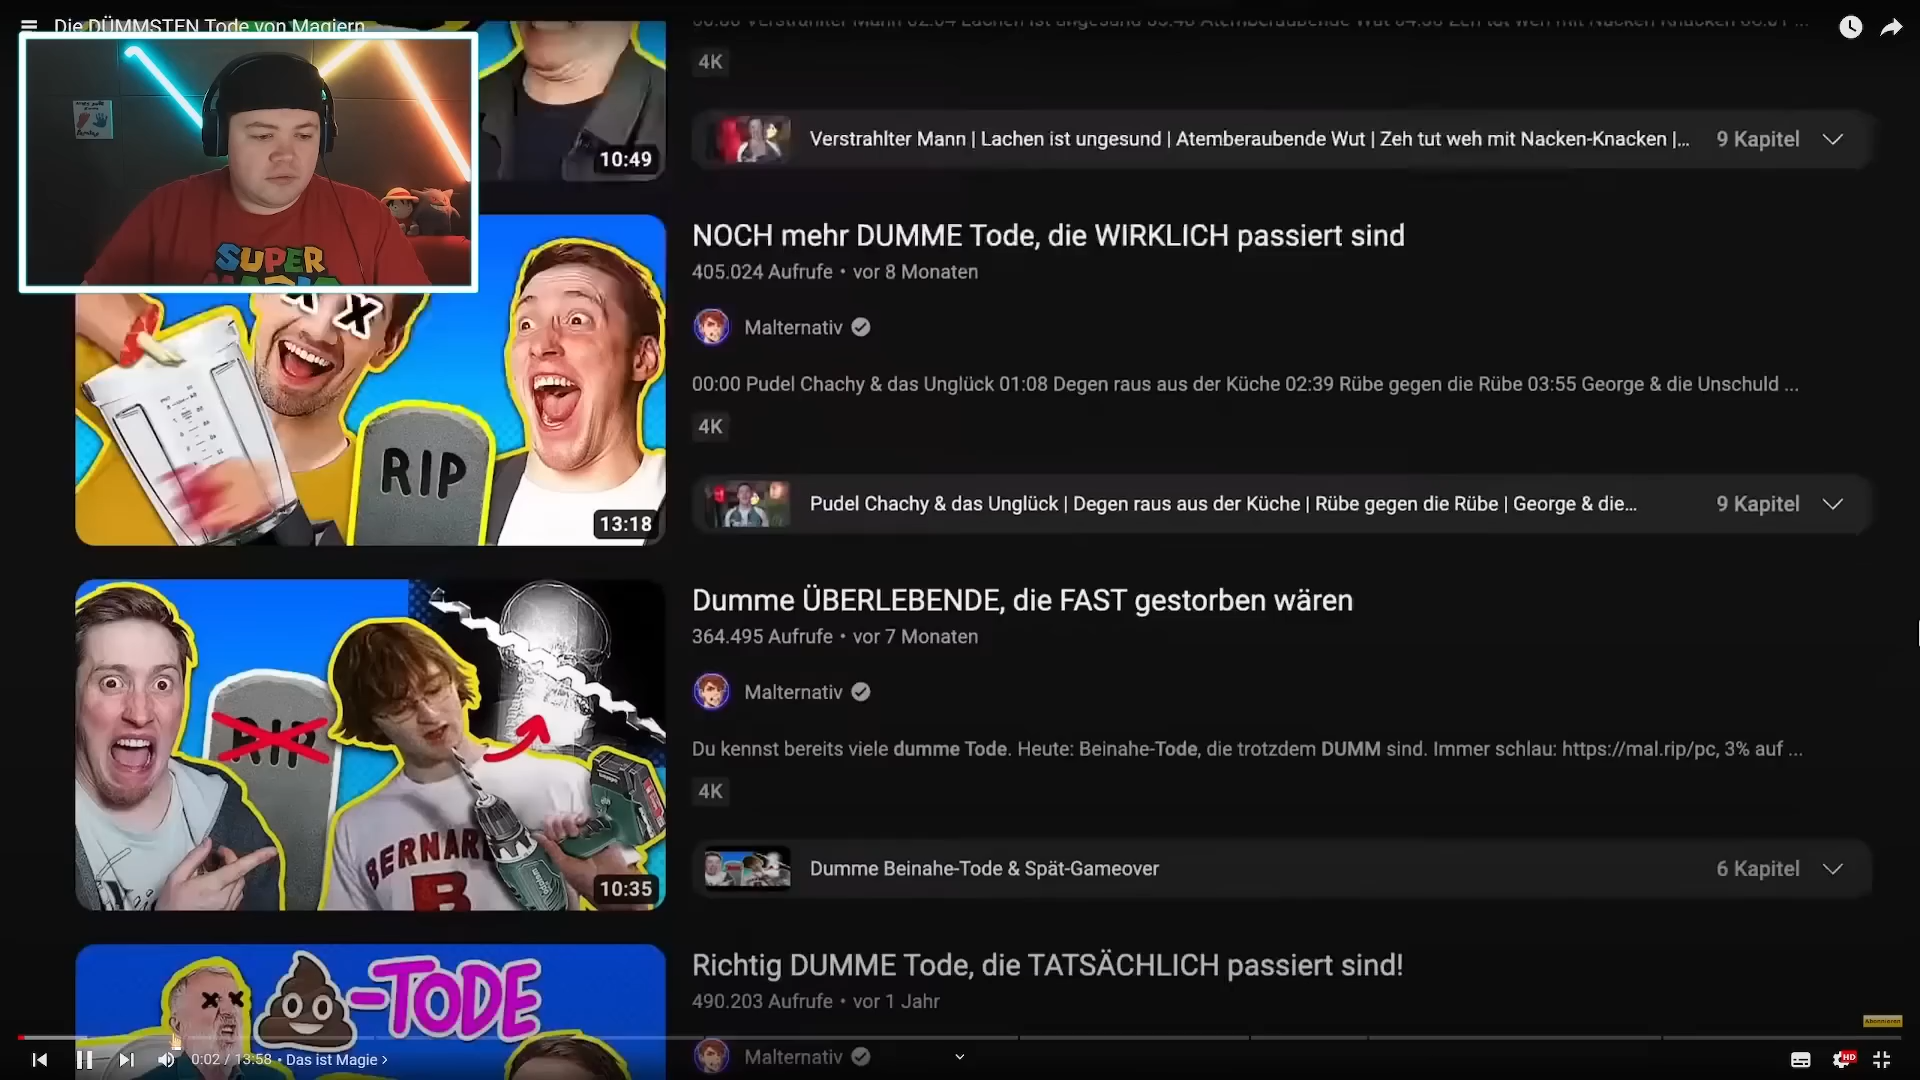 Die DÜMMSTEN Tode von Magiern
4K
10:49
Verstrahlter Mann | Lachen ist ungesund | Atemberaubende Wut | Zeh tut weh mit Nacken-Knacken |...
9 Kapitel
SUPER
NOCH mehr DUMME Tode, die WIRKLICH passiert sind
405.024 Aufrufe • vor 8 Monaten
Malternativ
00:00 Pudel Chachy & das Unglück 01:08 Degen raus aus der Küche 02:39 Rübe gegen die Rübe 03:55 George & die Unschuld ...
4K
RIP
13:18
Pudel Chachy & das Unglück | Degen raus aus der Küche | Rübe gegen die Rübe | George & die...
9 Kapitel
Dumme ÜBERLEBENDE, die FAST gestorben wären
364.495 Aufrufe • vor 7 Monaten
Malternativ
Du kennst bereits viele dumme Tode. Heute: Beinahe-Tode, die trotzdem DUMM sind. Immer schlau: https://mal.rip/pc, 3% auf ...
4K
RIP
BERNAR
B
10:35
Dumme Beinahe-Tode & Spät-Gameover
6 Kapitel
-TODE
Richtig DUMME Tode, die TATSÄCHLICH passiert sind!
490.203 Aufrufe • vor 1 Jahr
Malternativ
Abonnieren
0:02 / 13:58 • Das ist Magie ›
HD